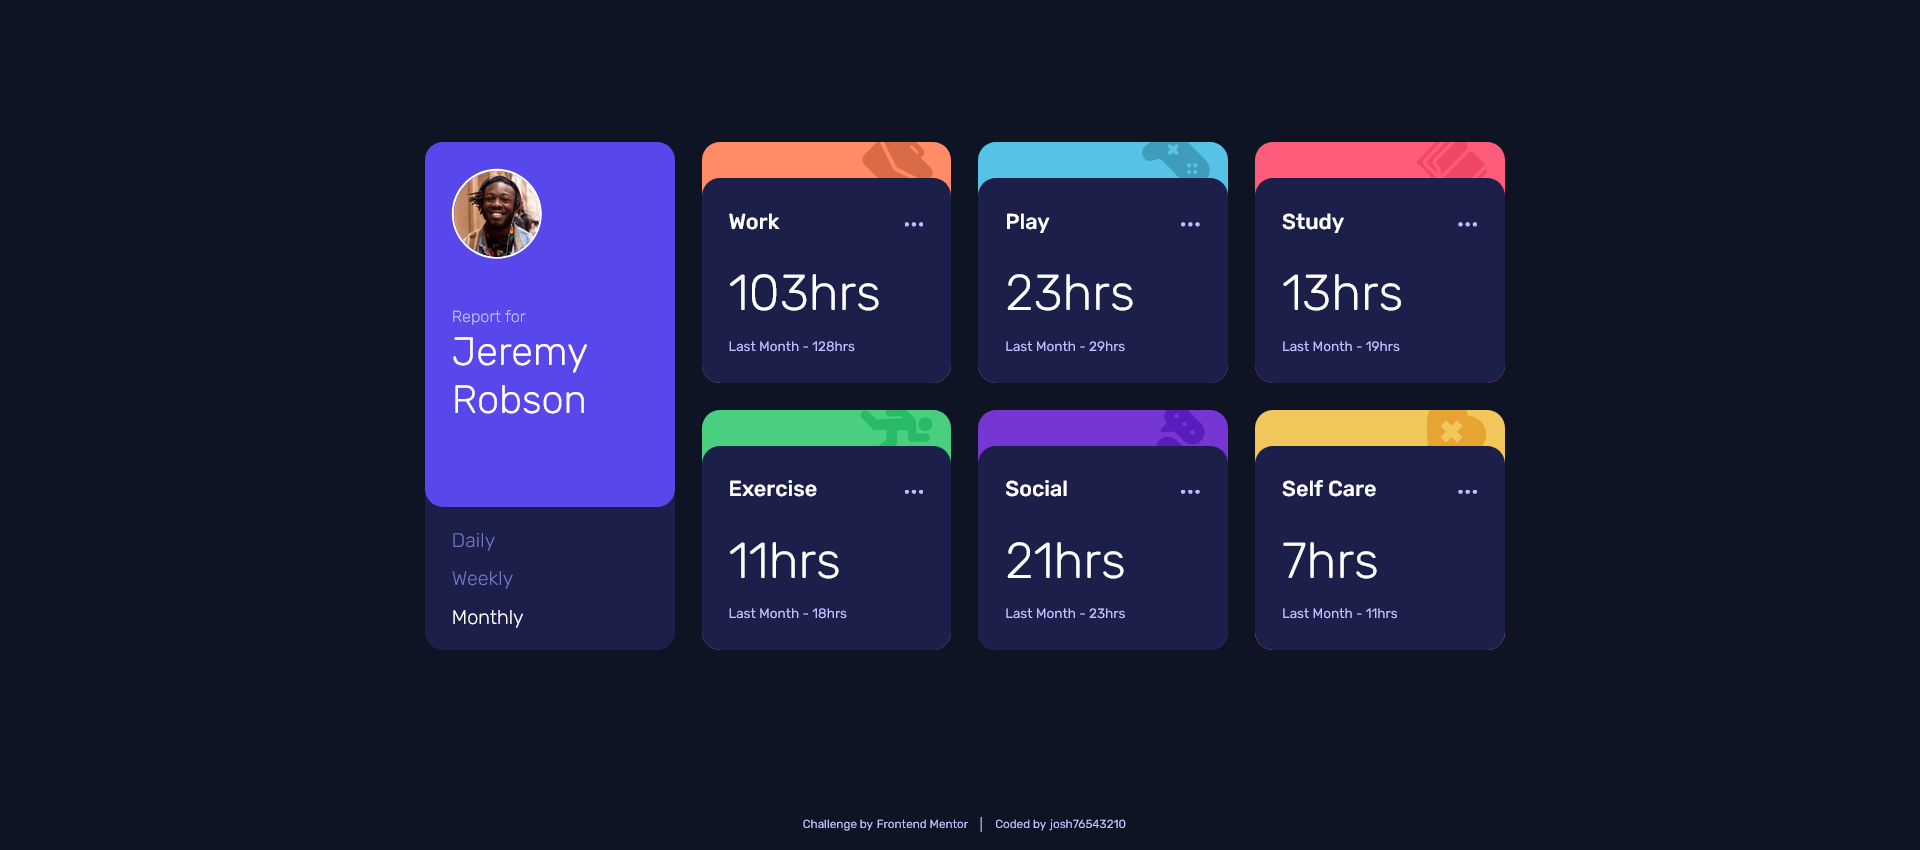 Report for
Jeremy
Robson
Daily
Weekly
Monthly
Work
103hrs
Last Month - 128hrs
Play
23hrs
Last Month - 29hrs
Study
13hrs
Last Month - 19hrs
Exercise
11hrs
Last Month - 18hrs
Social
21hrs
Last Month - 23hrs
Self Care
7hrs
Last Month - 11hrs
Challenge by Frontend Mentor | Coded by josh76543210